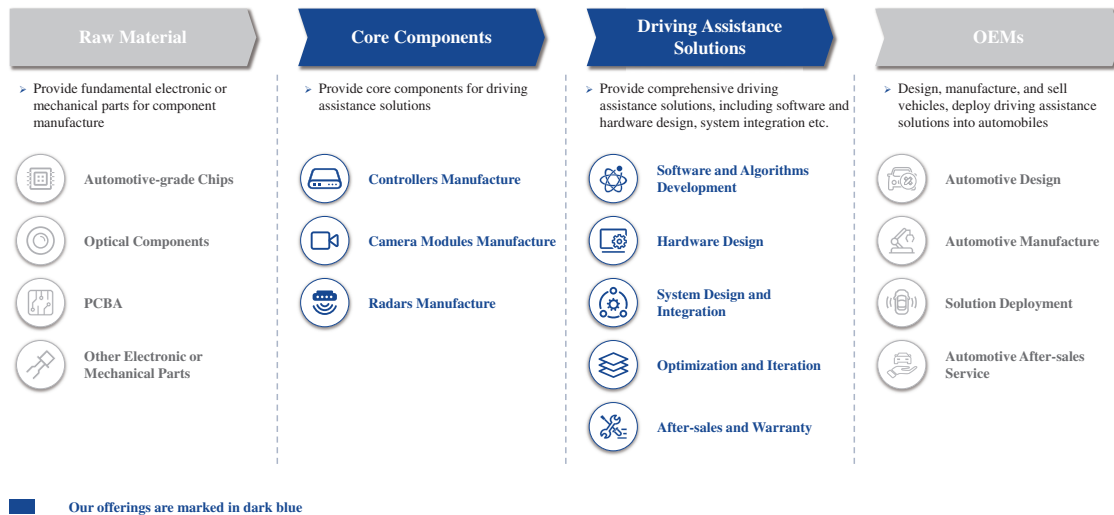 Raw Material
Core Components
Driving Assistance
Solutions
OEMs
➢ Provide fundamental electronic or
mechanical parts for component
manufacture
➢ Provide core components for driving
assistance solutions
➢ Provide comprehensive driving
assistance solutions, including software and
hardware design, system integration etc.
➢ Design, manufacture, and sell
vehicles, deploy driving assistance
solutions into automobiles
Automotive-grade Chips
Optical Components
PCBA
Other Electronic or
Mechanical Parts
Controllers Manufacture
Camera Modules Manufacture
Radars Manufacture
Software and Algorithms
Development
Hardware Design
System Design and
Integration
Optimization and Iteration
After-sales and Warranty
Automotive Design
Automotive Manufacture
Solution Deployment
Automotive After-sales
Service
Our offerings are marked in dark blue